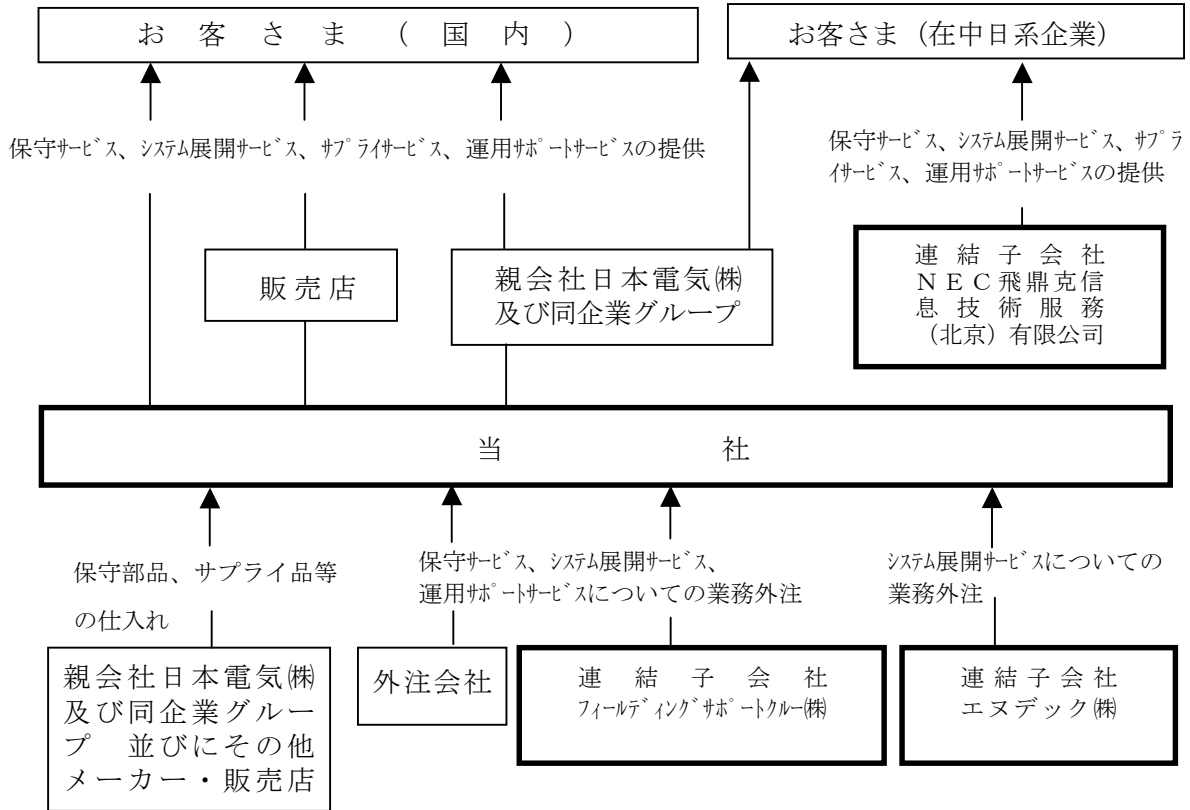 お客さま（国内）
お客さま（在中日系企業）
保守ｻｰﾋﾞｽ、ｼｽﾃﾑ展開ｻｰﾋﾞｽ、ｻﾌﾟﾗｲｻｰﾋﾞｽ、運用ｻﾎﾟｰﾄｻｰﾋﾞｽの提供
保守ｻｰﾋﾞｽ、ｼｽﾃﾑ展開ｻｰﾋﾞｽ、ｻﾌﾟﾗ
ｲｻｰﾋﾞｽ、運用ｻﾎﾟｰﾄｻｰﾋﾞｽの提供
販売店
親会社日本電気㈱
及び同企業グループ
連結子会社
ＮＥＣ飛鼎克信
息技術服務
（北京）有限公司
当社
保守部品、サプライ品等
の仕入れ
保守ｻｰﾋﾞｽ、ｼｽﾃﾑ展開ｻｰﾋﾞｽ、
運用ｻﾎﾟｰﾄｻｰﾋﾞｽについての業務外注
ｼｽﾃﾑ展開ｻｰﾋﾞｽについての
業務外注
親会社日本電気㈱
及び同企業グルー
プ　並びにその他
メーカー・販売店
外注会社
連結子会社
ﾌｨｰﾙﾃﾞｨﾝｸﾞｻﾎﾟｰﾄｸﾙｰ㈱
連結子会社
エヌデック㈱